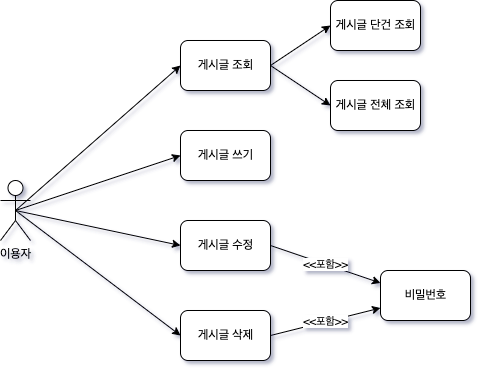 게시글 단건 조회
게시글 조회
게시글 전체 조회
게시글 쓰기
이용자
게시글 수정
<<포함>>
비밀번호
<<포함>>
게시글 삭제